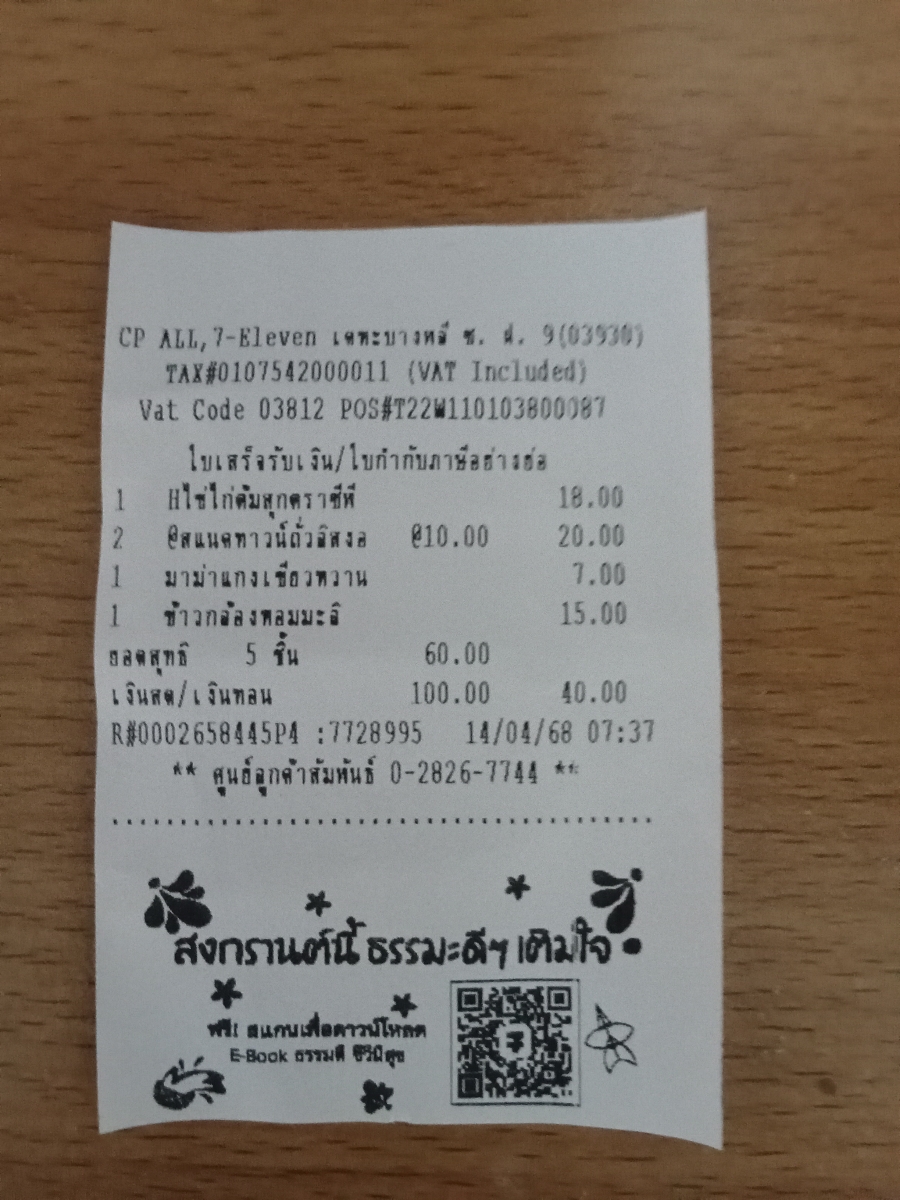 CP ALL,7-Eleven เคหะบางพลี ซ. ส. 9(03930)
TAX#0107542000011 (VAT Included)
Vat Code 03812 POS#T22W110103800087
ใบเสร็จรับเงิน/ใบกำกับภาษีอย่างย่อ
1 Hไข่ไก่ต้มสุกตราซีพี 18.00
2 @สแนคทาวน์ถั่วลิสงอ @10.00 20.00
1 มาม่าแกงเขียวหวาน 7.00
1 ข้าวกล้องหอมมะลิ 15.00
ยอดสุทธิ 5 ชิ้น 60.00
เงินสด/เงินทอน 100.00 40.00
R#0002658445P4 :7728995 14/04/68 07:37
** ศูนย์ลูกค้าสัมพันธ์ 0-2826-7744 **
สงกรานต์นี้ ธรรมะดีๆ เติมใจ
ฟรี! สแกนเพื่อดาวน์โหลด
E-Book ธรรมดี ชีวีมีสุข